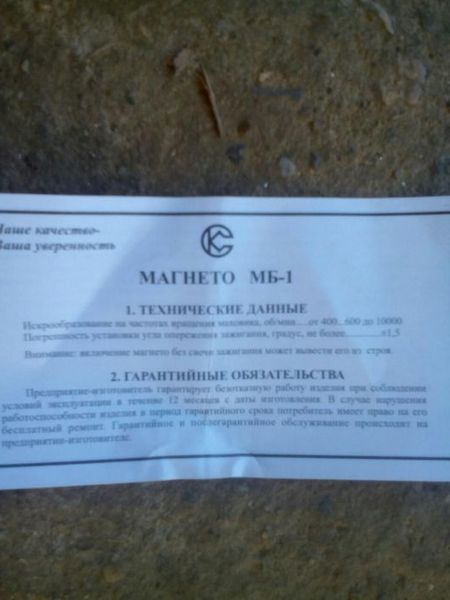 Наше качество-
Ваша уверенность
МАГНЕТО МБ-1
1. ТЕХНИЧЕСКИЕ ДАННЫЕ
Искрообразование на частотах вращения маховика, об/мин.....от 400...600 до 10000
Погрешность установки угла опережения зажигания, градус, не более...........±1,5
Внимание: включение магнето без свечи зажигания может вывести его из строя.
2. ГАРАНТИЙНЫЕ ОБЯЗАТЕЛЬСТВА
Предприятие-изготовитель гарантирует безотказную работу изделия при соблюдении
условий эксплуатации в течение 12 месяцев с даты изготовления. В случае нарушения
работоспособности изделия в период гарантийного срока потребитель имеет право на его
бесплатный ремонт. Гарантийное и послегарантийное обслуживание происходит на
предприятии-изготовителе.